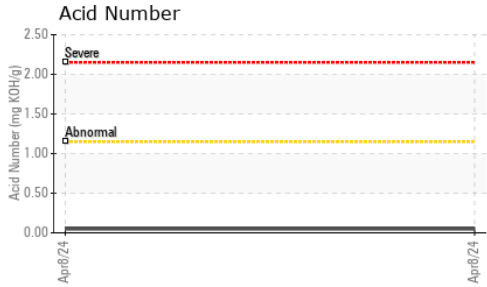 Acid Number
Acid Number (mg KOH/g)
2.50
2.00
1.50
1.00
0.50
0.00
Severe
Abnormal
Apr8/24
Apr8/24